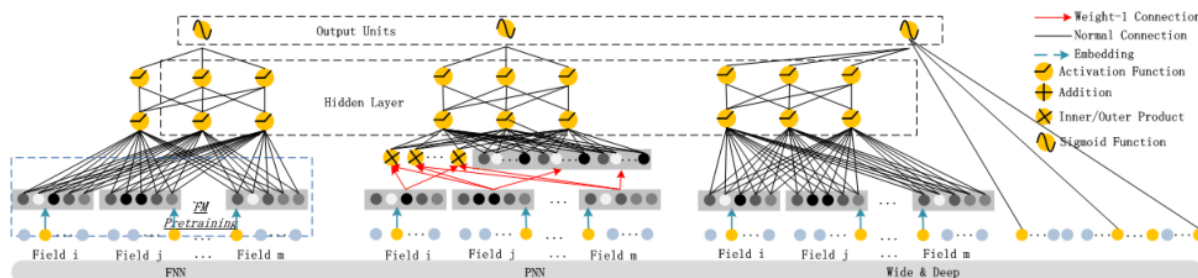 Output Units
Hidden Layer
Weight-1 Connection
Normal Connection
Embedding
Activation Function
Addition
Inner/Outer Product
Sigmoid Function
FM
Pretraining
Field i Field j ... Field m
Field i Field j ... Field m
Field i Field j ... Field m
FNN PNN Wide & Deep